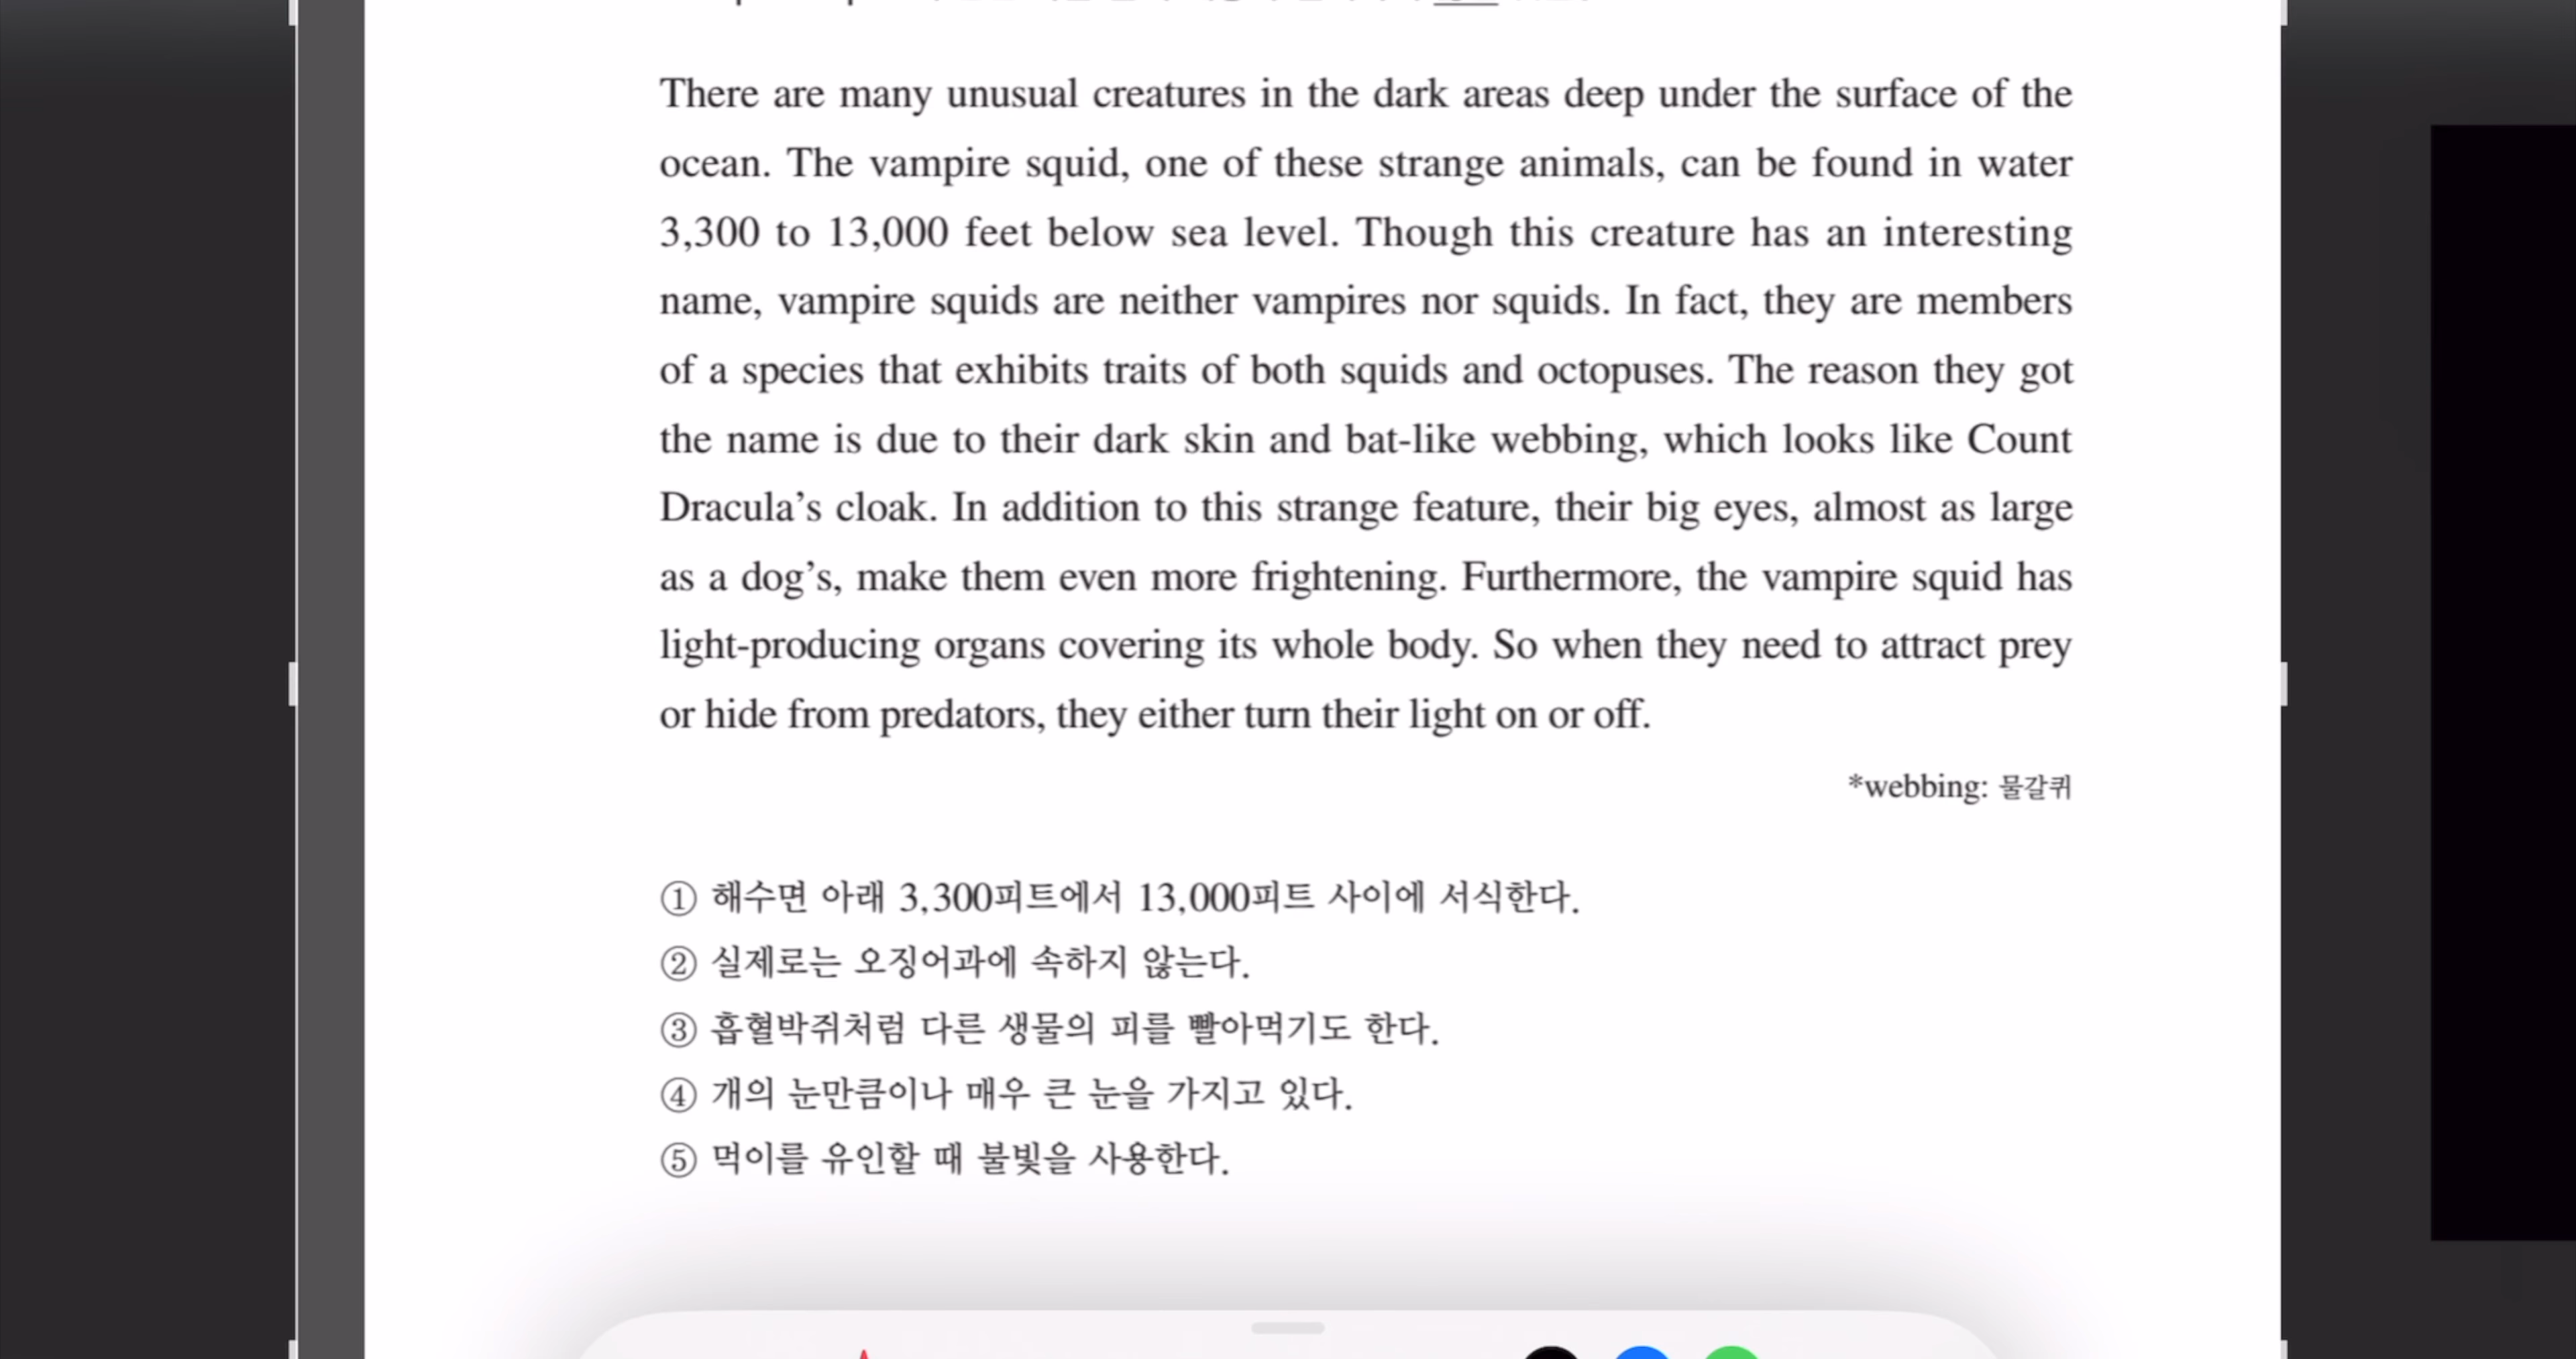 There are many unusual creatures in the dark areas deep under the surface of the
ocean. The vampire squid, one of these strange animals, can be found in water
3,300 to 13,000 feet below sea level. Though this creature has an interesting
name, vampire squids are neither vampires nor squids. In fact, they are members
of a species that exhibits traits of both squids and octopuses. The reason they got
the name is due to their dark skin and bat-like webbing, which looks like Count
Dracula’s cloak. In addition to this strange feature, their big eyes, almost as large
as a dog’s, make them even more frightening. Furthermore, the vampire squid has
light-producing organs covering its whole body. So when they need to attract prey
or hide from predators, they either turn their light on or off.
*webbing: 물갈퀴
① 해수면 아래 3,300피트에서 13,000피트 사이에 서식한다.
② 실제로는 오징어과에 속하지 않는다.
③ 흡혈박쥐처럼 다른 생물의 피를 빨아먹기도 한다.
④ 개의 눈만큼이나 매우 큰 눈을 가지고 있다.
⑤ 먹이를 유인할 때 불빛을 사용한다.